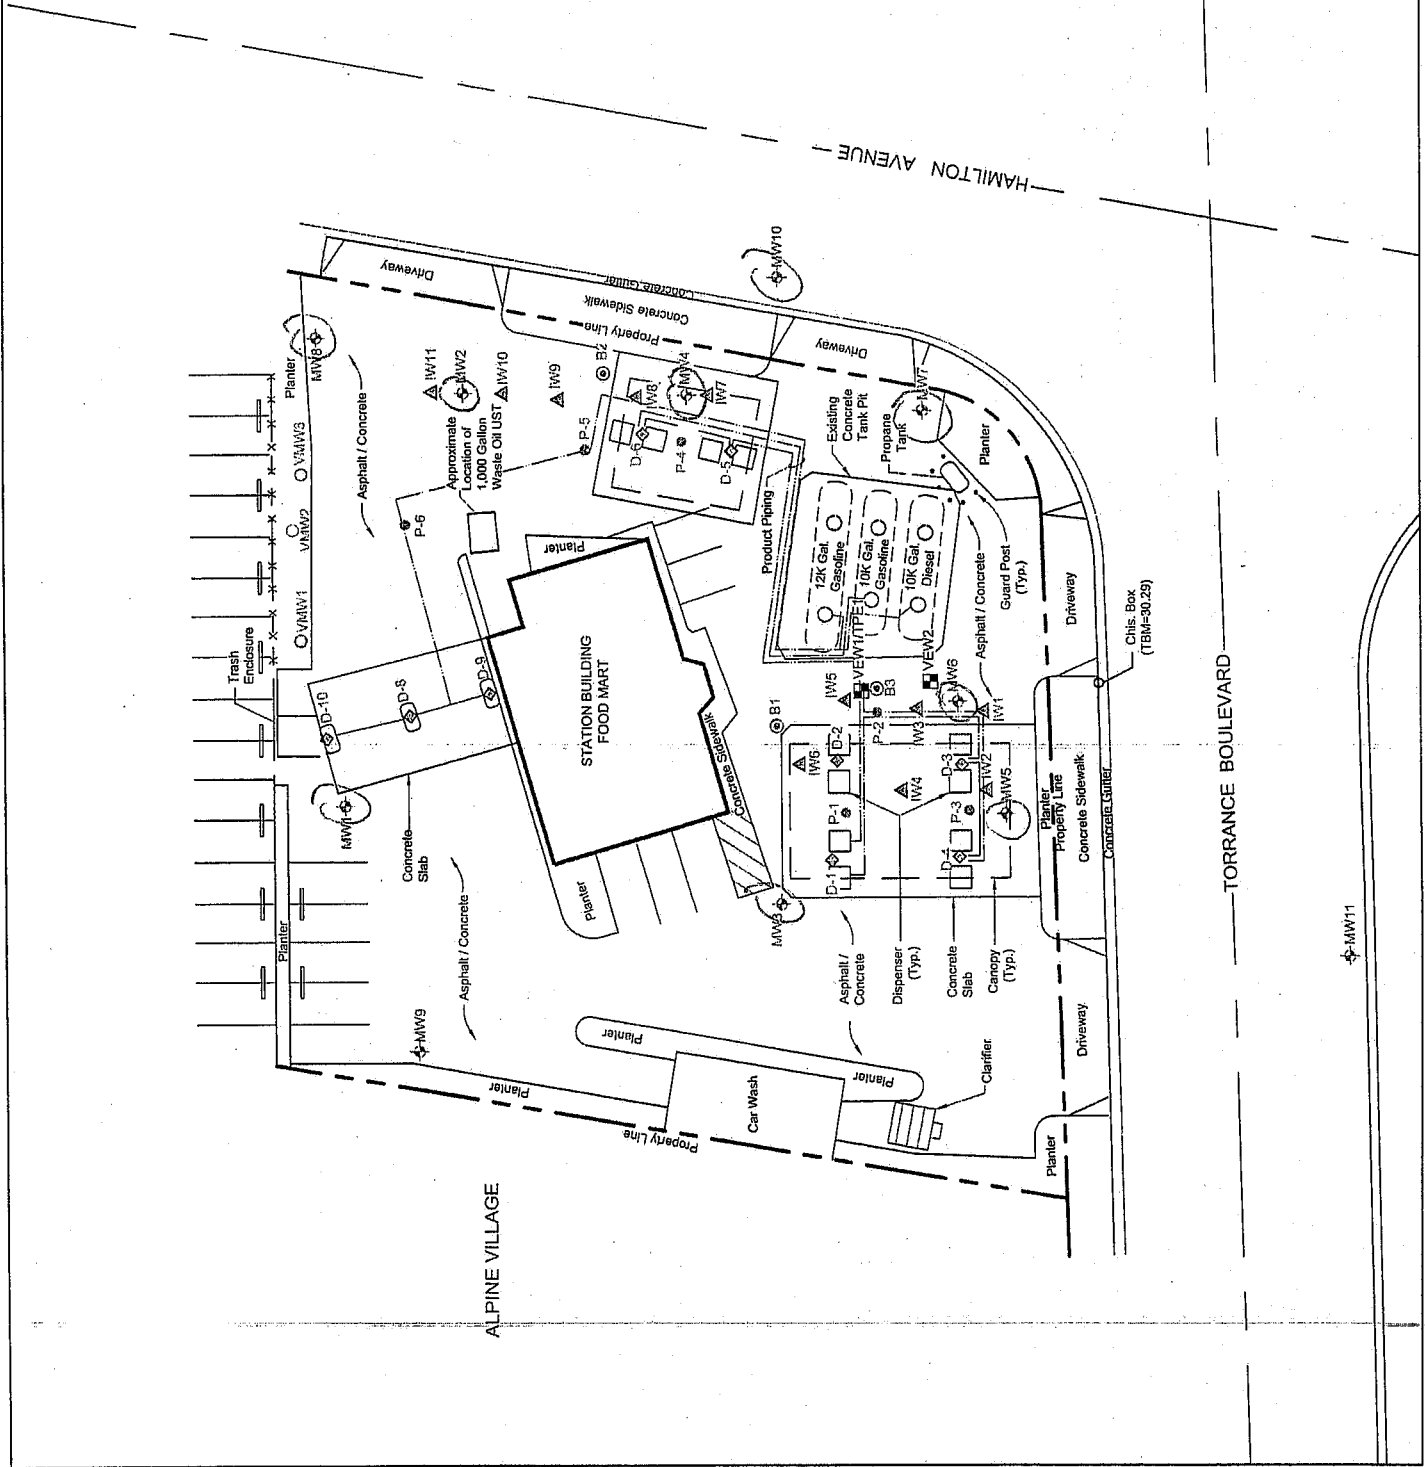 HAMILTON AVENUE
TORRANCE BOULEVARD
ALPINE VILLAGE
Trash
Enclosure
VMW1
VMW2
VMW3
Planter
MW8
Driveway
Concrete Gutter
Concrete Sidewalk
Property Line
MW10
Asphalt / Concrete
IW11
MW2
IW10
IW9
B2
Approximate
Location of
1,000 Gallon
Waste Oil UST
P-5
P-6
IW8
MW4
IW7
D-6
P-4
D-5
Driveway
MW7
Existing
Concrete
Tank Pit
Propane
Tank
Planter
Product Piping
12K Gal.
Gasoline
10K Gal.
Gasoline
10K Gal.
Diesel
Asphalt / Concrete
Guard Post
(Typ.)
Driveway
Chis. Box
(TBM=30.29)
Planter
STATION BUILDING
FOOD MART
Concrete Sidewalk
D-10
D-8
D-9
MW1
Concrete
Slab
Asphalt / Concrete
Planter
Planter
IW5
VEW1/TPE1
B3
VEW2
B1
P-2
IW3
MW6
IW1
IW6
D-2
IW4
D-3
IW2
P-1
P-3
MW5
D-1
D-4
MW3
Planter
Property Line
Concrete Sidewalk
Concrete Gutter
Asphalt /
Concrete
Dispenser
(Typ.)
Concrete
Slab
Canopy
(Typ.)
MW11
MW9
Planter
Planter
Planter
Property Line
Car Wash
Clarifier
Driveway
Planter